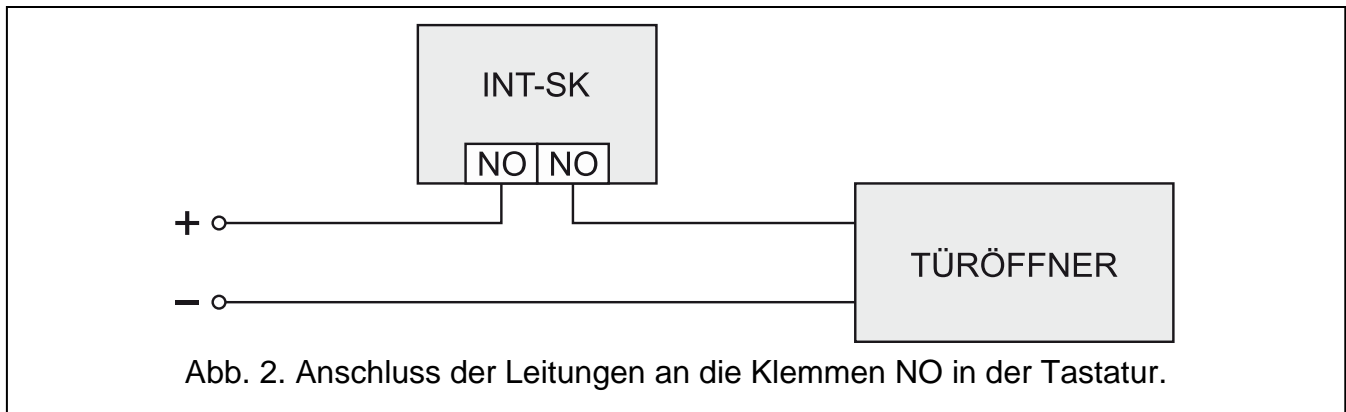 INT-SK
NO NO
+
TÜRÖFFNER
–
Abb. 2. Anschluss der Leitungen an die Klemmen NO in der Tastatur.